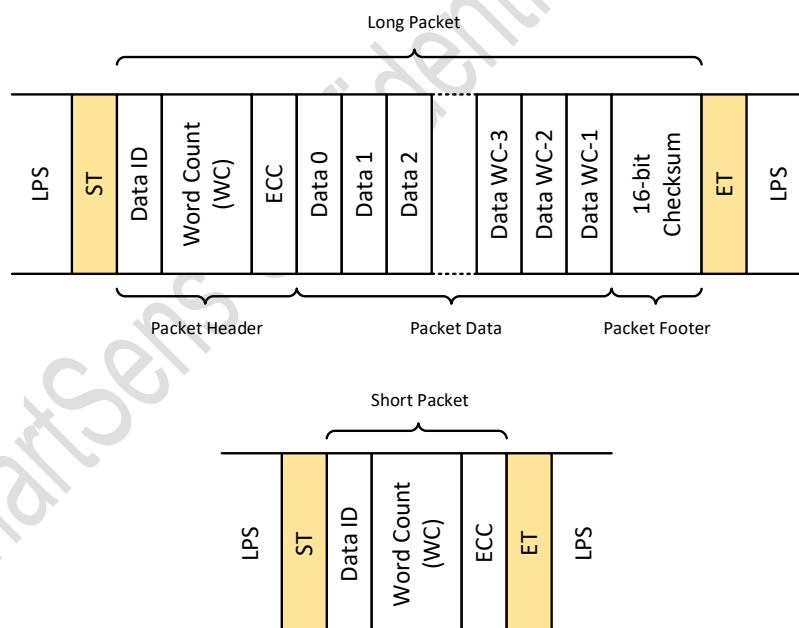 Long Packet
LPS
ST
Data ID
Word Count
(WC)
ECC
Data 0
Data 1
Data 2
Data WC-3
Data WC-2
Data WC-1
16-bit
Checksum
ET
LPS
Packet Header
Packet Data
Packet Footer
Short Packet
LPS
ST
Data ID
Word Count
(WC)
ECC
ET
LPS